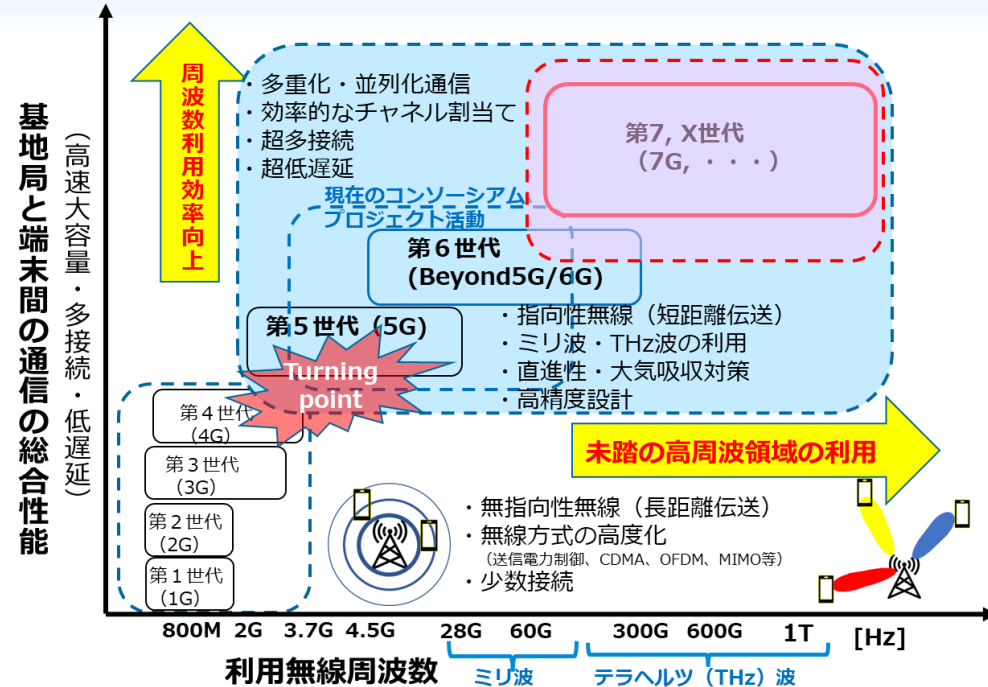 基地局と端末間の通信の総合性能
(高速大容量・多接続・低遅延)
周波数利用効率向上
・多重化・並列化通信
・効率的なチャネル割当て
・超多接続
・超低遅延
第7, X世代
(7G, ・・・)
現在のコンソーシアム
プロジェクト活動
第６世代
(Beyond5G/6G)
第５世代（5G)
Turning
point
・指向性無線（短距離伝送）
・ミリ波・THz波の利用
・直進性・大気吸収対策
・高精度設計
第４世代
(4G)
第３世代
(3G)
第２世代
(2G)
第１世代
(1G)
未踏の高周波領域の利用
・無指向性無線（長距離伝送）
・無線方式の高度化
（送信電力制御、CDMA、OFDM、MIMO等）
・少数接続
800M 2G 3.7G 4.5G 28G 60G 300G 600G 1T [Hz]
利用無線周波数
ミリ波
テラヘルツ（THz）波